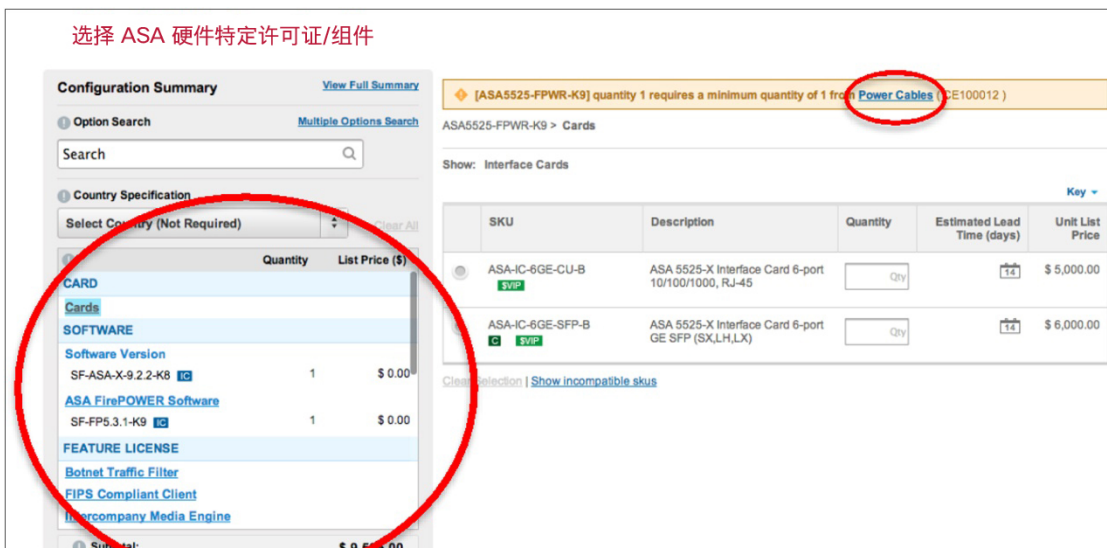 选择 ASA 硬件特定许可证/组件
Configuration Summary
View Full Summary
Option Search
Multiple Options Search
Search
Country Specification
Select Country (Not Required)
Clear All
Quantity
List Price ($)
CARD
Cards
SOFTWARE
Software Version
SF-ASA-X-9.2.2-K8 IC 1 $ 0.00
ASA FirePOWER Software
SF-FP5.3.1-K9 IC 1 $ 0.00
FEATURE LICENSE
Botnet Traffic Filter
FIPS Compliant Client
Intercompany Media Engine
Subtotal:
[ASA5525-FPWR-K9] quantity 1 requires a minimum quantity of 1 from Power Cables ( CE100012 )
ASA5525-FPWR-K9 > Cards
Show: Interface Cards
Key
SKU Description Quantity Estimated Lead Time (days) Unit List Price
ASA-IC-6GE-CU-B
$VIP
ASA 5525-X Interface Card 6-port
10/100/1000, RJ-45
Qty
14
$ 5,000.00
ASA-IC-6GE-SFP-B
C $VIP
ASA 5525-X Interface Card 6-port
GE SFP (SX,LH,LX)
Qty
14
$ 6,000.00
Clear Selection | Show incompatible skus